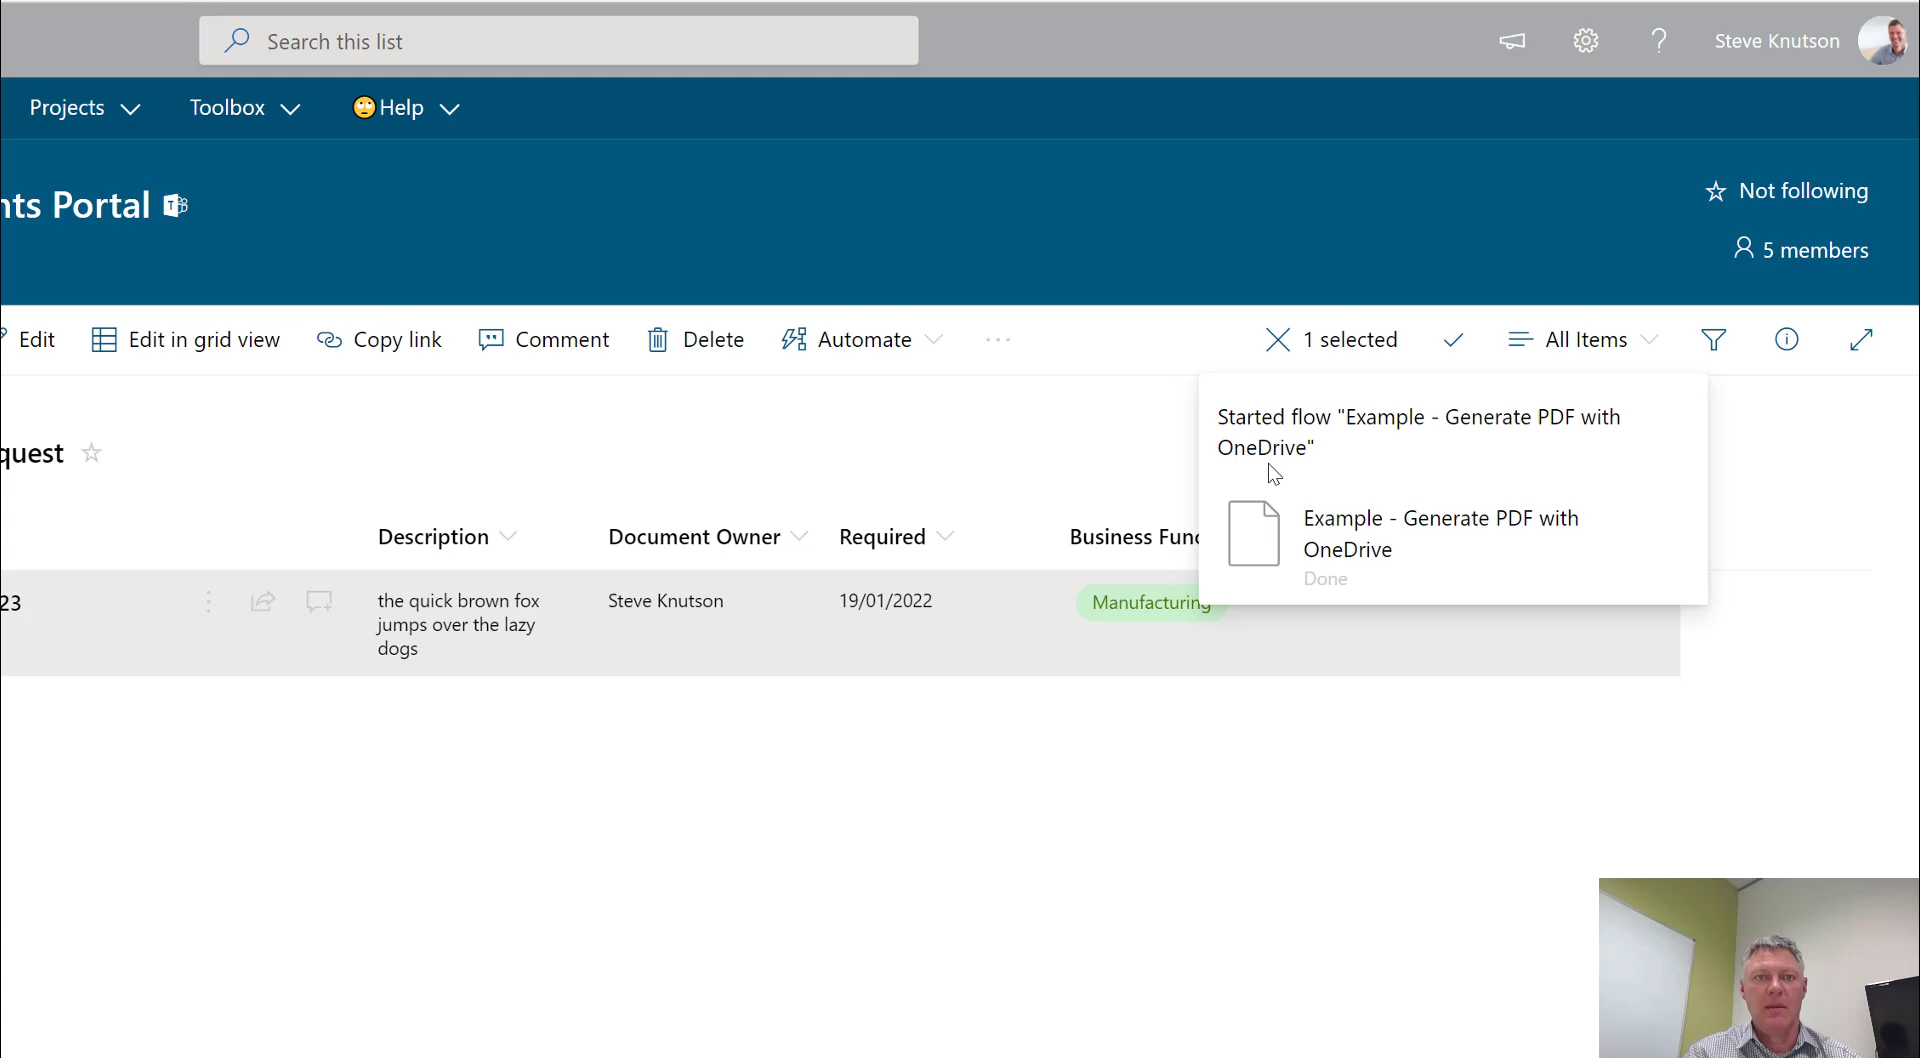 Search this list
Steve Knutson
Projects
Toolbox
🙄Help
nts Portal
Not following
5 members
Edit
Edit in grid view
Copy link
Comment
Delete
Automate
...
1 selected
All Items
Started flow "Example - Generate PDF with
OneDrive"
Example - Generate PDF with
OneDrive
Done
quest
Description
Document Owner
Required
Business Func
23
the quick brown fox
jumps over the lazy
dogs
Steve Knutson
19/01/2022
Manufacturing